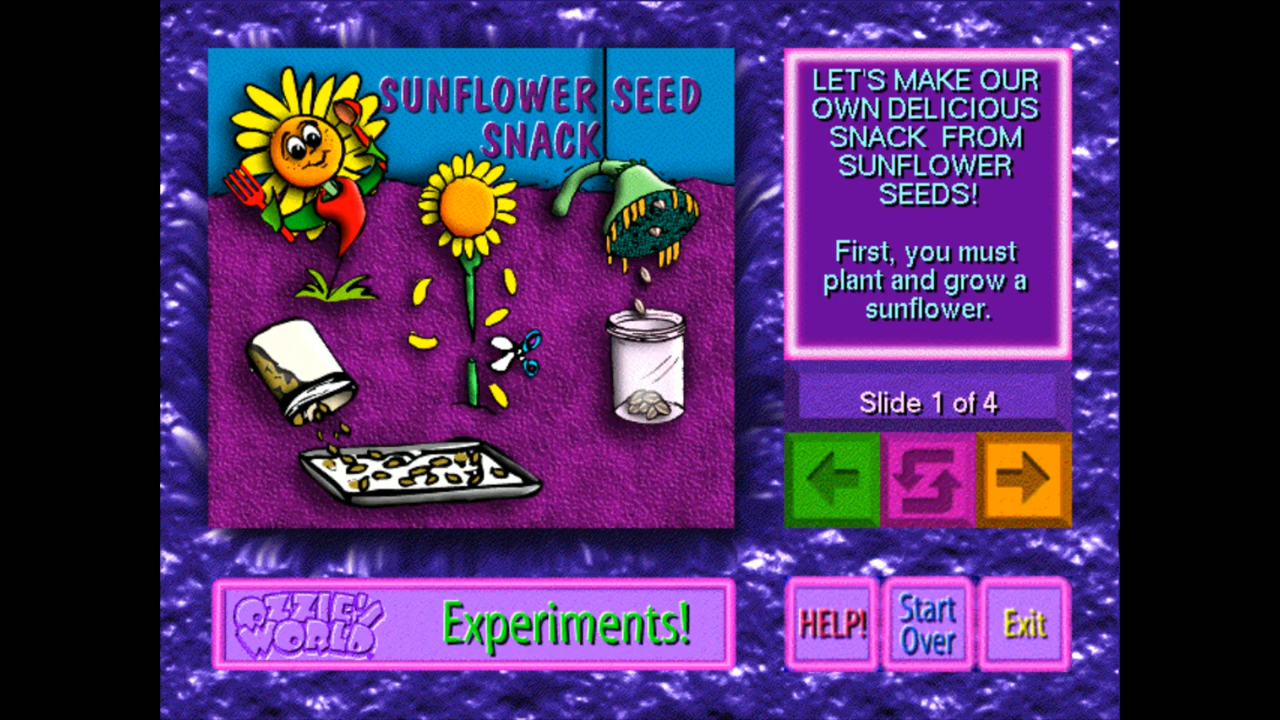 SUNFLOWER SEED
SNACK
LET'S MAKE OUR
OWN DELICIOUS
SNACK FROM
SUNFLOWER
SEEDS!
First, you must
plant and grow a
sunflower.
Slide 1 of 4
OZZIE'S
WORLD
Experiments!
HELP!
Start
Over
Exit